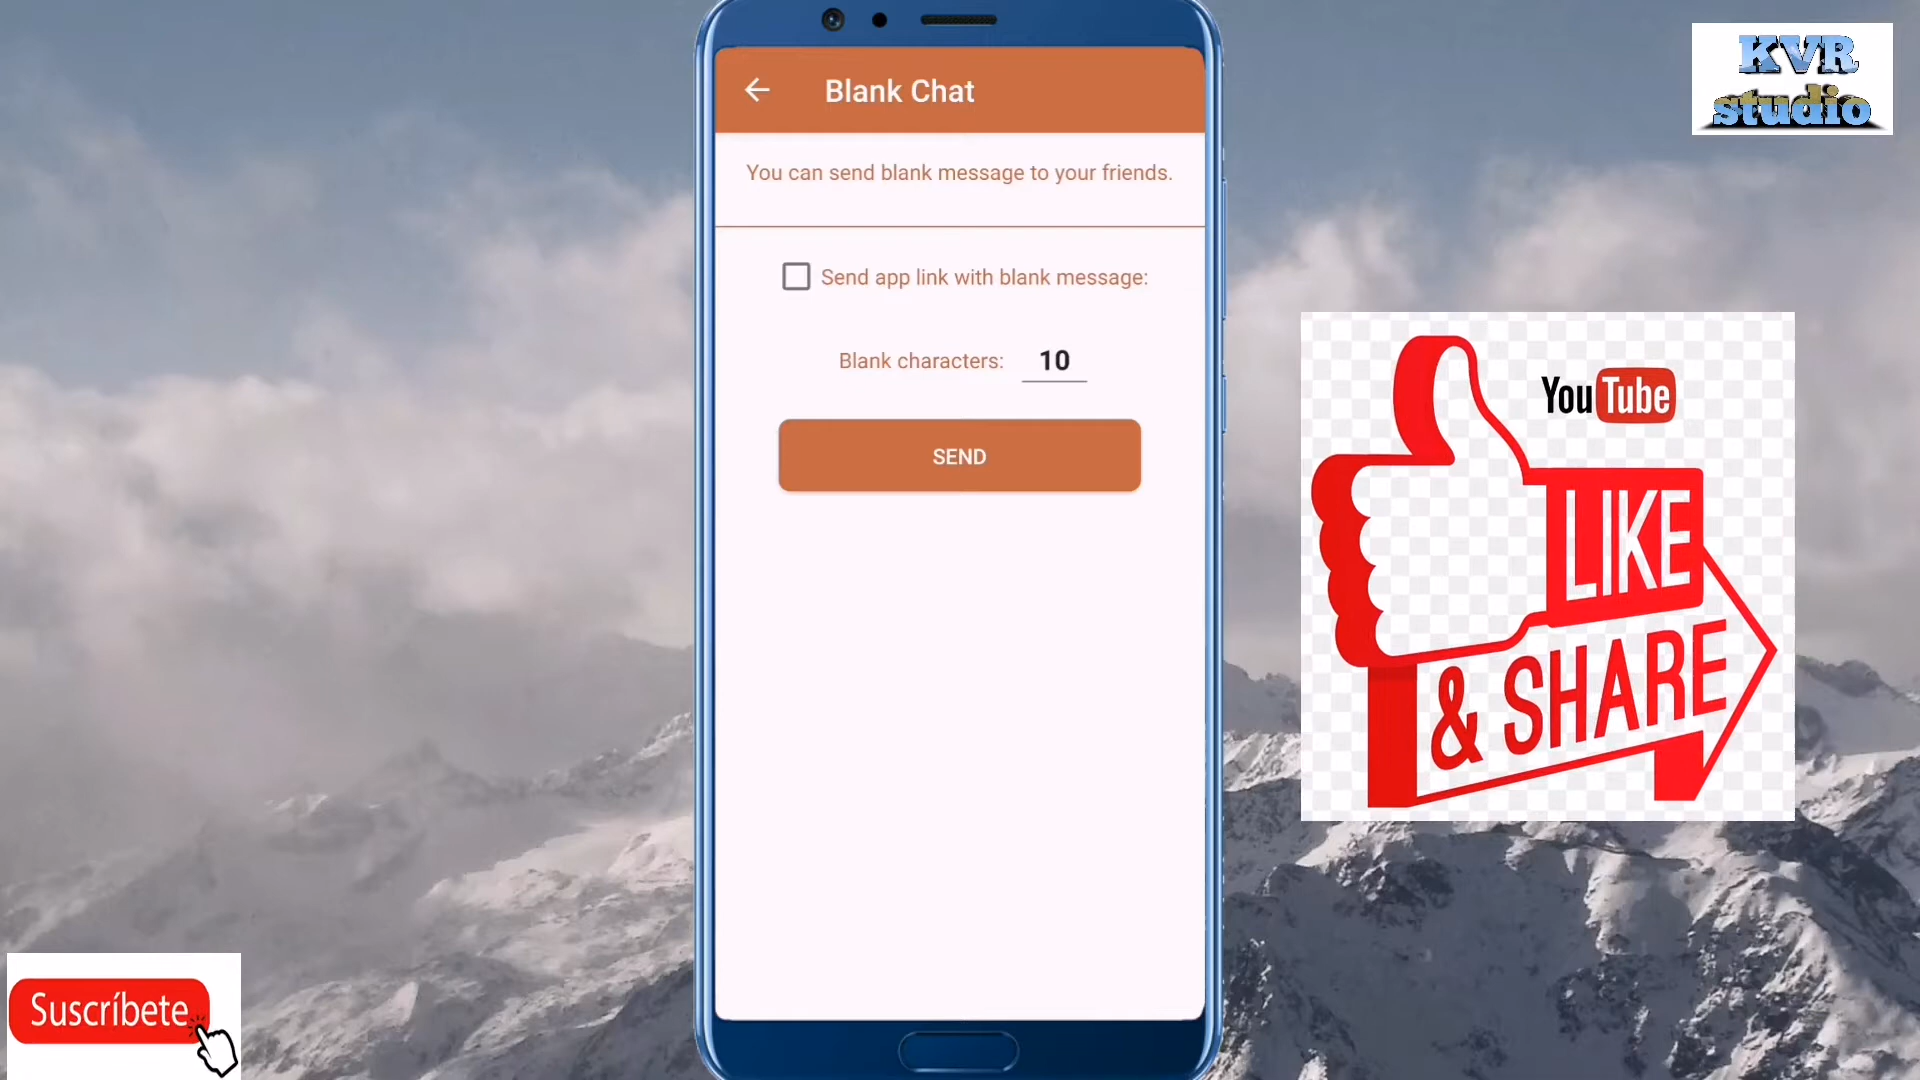 Blank Chat
You can send blank message to your friends.
Send app link with blank message:
Blank characters: 10
SEND
KVR
studio
YouTube
LIKE
& SHARE
Suscríbete